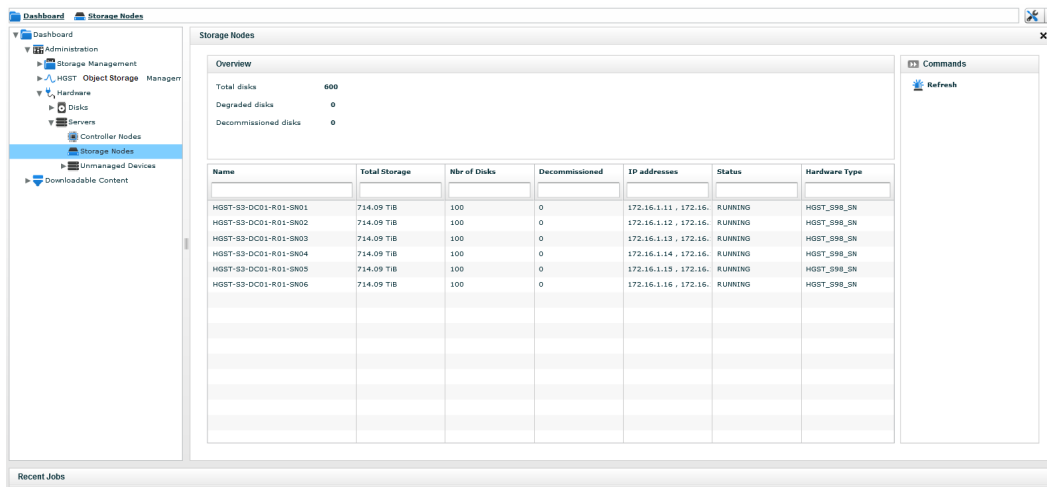 Dashboard Storage Nodes
Dashboard
Administration
Storage Management
HGST Object Storage Managem
Hardware
Disks
Servers
Controller Nodes
Storage Nodes
Unmanaged Devices
Downloadable Content
Storage Nodes
Overview
Total disks 600
Degraded disks 0
Decommissioned disks 0
Name Total Storage Nbr of Disks Decommissioned IP addresses Status Hardware Type
HGST-S3-DC01-R01-SN01 714.09 TiB 100 0 172.16.1.11 , 172.16. RUNNING HGST_S98_SN
HGST-S3-DC01-R01-SN02 714.09 TiB 100 0 172.16.1.12 , 172.16. RUNNING HGST_S98_SN
HGST-S3-DC01-R01-SN03 714.09 TiB 100 0 172.16.1.13 , 172.16. RUNNING HGST_S98_SN
HGST-S3-DC01-R01-SN04 714.09 TiB 100 0 172.16.1.14 , 172.16. RUNNING HGST_S98_SN
HGST-S3-DC01-R01-SN05 714.09 TiB 100 0 172.16.1.15 , 172.16. RUNNING HGST_S98_SN
HGST-S3-DC01-R01-SN06 714.09 TiB 100 0 172.16.1.16 , 172.16. RUNNING HGST_S98_SN
Commands
Refresh
Recent Jobs